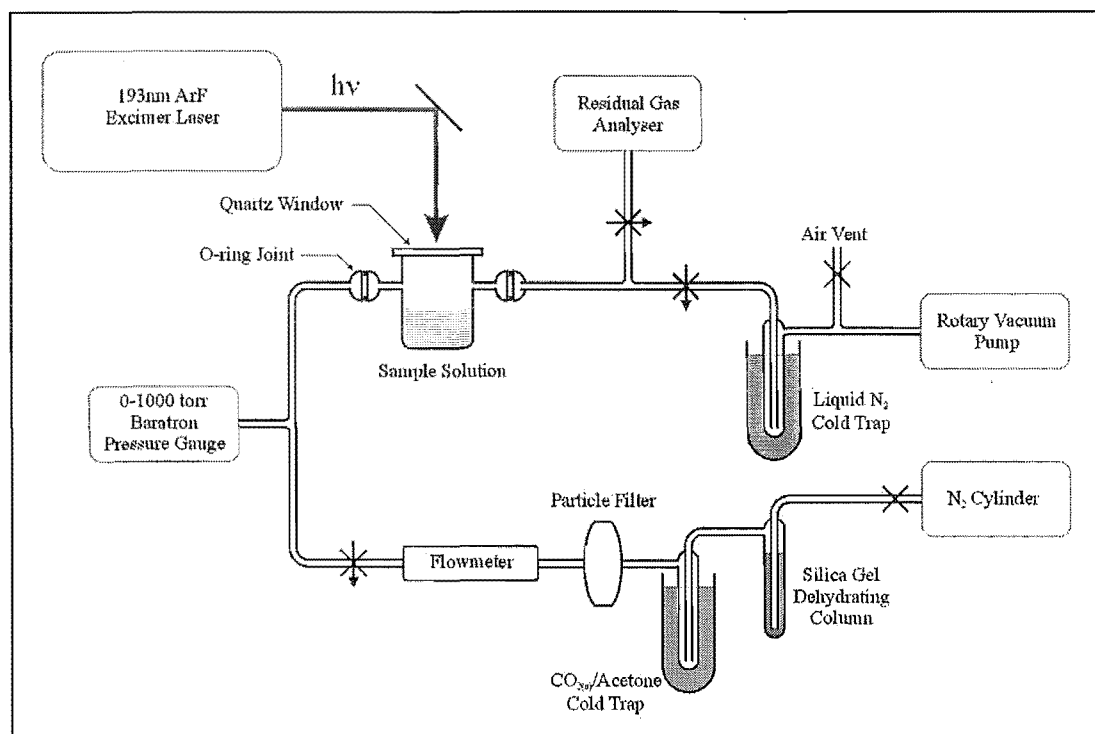 193nm ArF
Excimer Laser
hν
Residual Gas
Analyser
Quartz Window
O-ring Joint
Air Vent
Rotary Vacuum
Pump
Sample Solution
0-1000 torr
Baratron
Pressure Gauge
Liquid N₂
Cold Trap
Particle Filter
N₂ Cylinder
Flowmeter
Silica Gel
Dehydrating
Column
CO₂₍ₛ₎/Acetone
Cold Trap